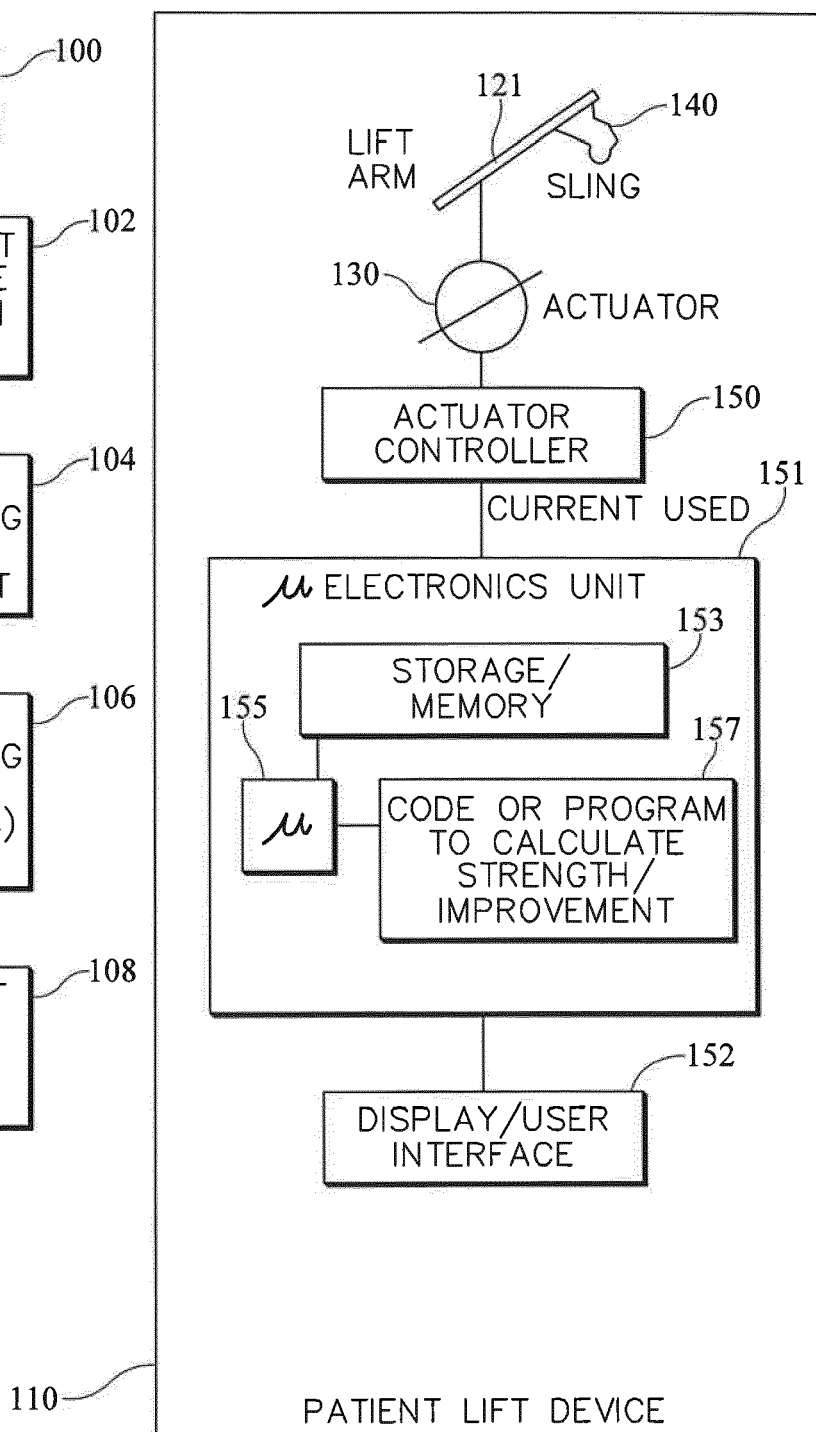 100
102
T
E
104
G
T
106
G
)
108
T
110
121
140
LIFT
ARM
SLING
130
ACTUATOR
150
ACTUATOR
CONTROLLER
CURRENT USED
151
μ ELECTRONICS UNIT
153
STORAGE/
MEMORY
155
157
μ
CODE OR PROGRAM
TO CALCULATE
STRENGTH/
IMPROVEMENT
152
DISPLAY/USER
INTERFACE
PATIENT LIFT DEVICE